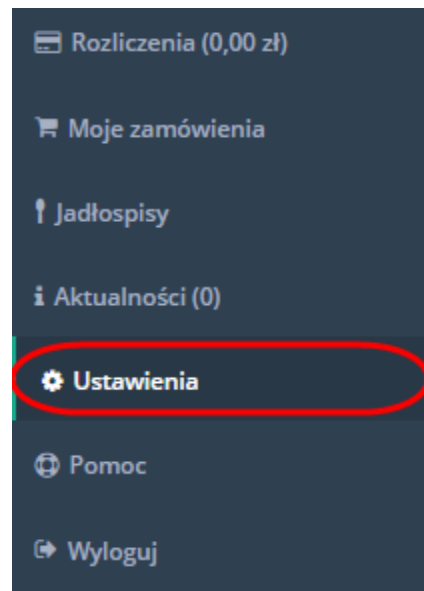 Rozliczenia (0,00 zł)
Moje zamówienia
Jadłospisy
Aktualności (0)
Ustawienia
Pomoc
Wyloguj